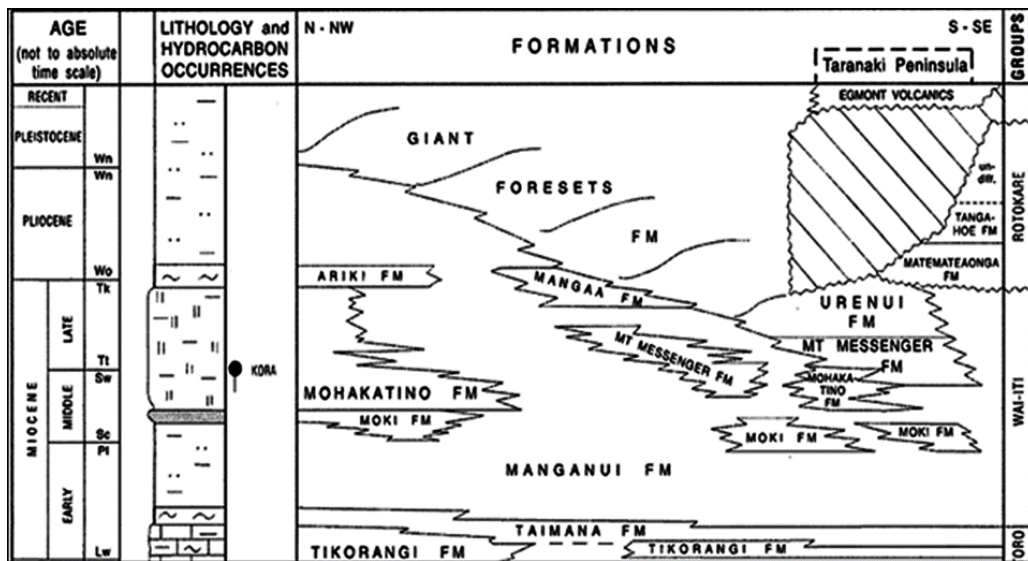 AGE
(not to absolute
time scale)
LITHOLOGY and
HYDROCARBON
OCCURRENCES
N - NW
FORMATIONS
S - SE
Taranaki Peninsula
GROUPS
RECENT
PLEISTOCENE
Wn
Wn
PLIOCENE
Wo
Tk
MIOCENE
LATE
Tt
Sw
MIDDLE
Sc
Pl
EARLY
Lw
KORA
EGMONT VOLCANICS
GIANT
FORESETS
FM
un-
diff.
TANGA-
HOE FM
MATEMATEAONGA
FM
ROTOKARE
ARIKI FM
MANGAA FM
URENUI
FM
MT MESSENGER
FM
MT MESSENGER
FM
MOHAKATINO FM
MOHAKA-
TINO
FM
MOKI FM
MOKI FM
MOKI FM
WAI-ITI
MANGANUI FM
TAIMANA FM
TIKORANGI FM
TIKORANGI FM
TORO